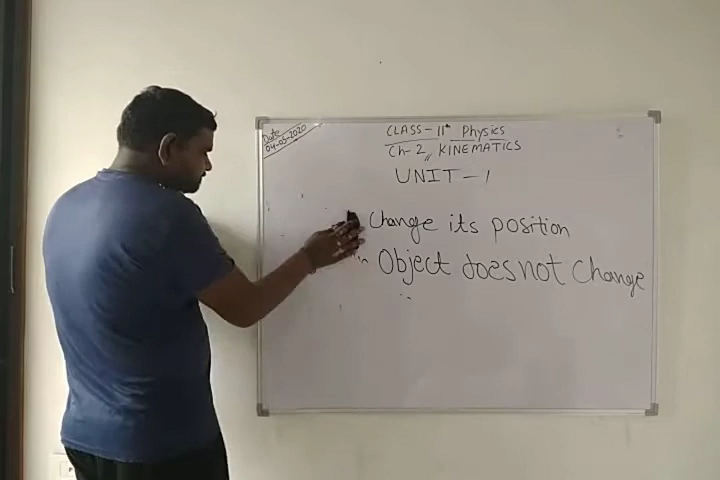 Date
04-05-2020
CLASS-11th Physics
Ch-2 ,, KINEMATICS
UNIT-1
Change its position
Object does not change